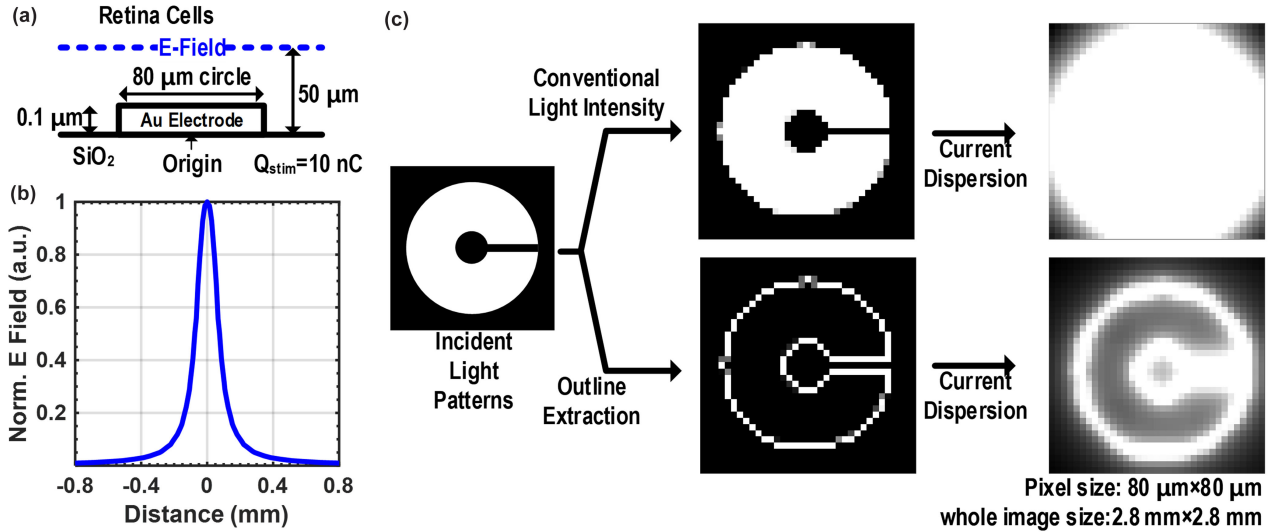 (a)
Retina Cells
E-Field
80 μm circle
50 μm
0.1 μm
Au Electrode
SiO2
Origin
Qstim=10 nC
(b)
1
0.8
0.6
0.4
0.2
Norm. E Field (a.u.)
-0.8
-0.4
0
0.4
0.8
Distance (mm)
(c)
Incident
Light
Patterns
Conventional
Light Intensity
Current
Dispersion
Outline
Extraction
Current
Dispersion
Pixel size: 80 μm×80 μm
whole image size:2.8 mm×2.8 mm